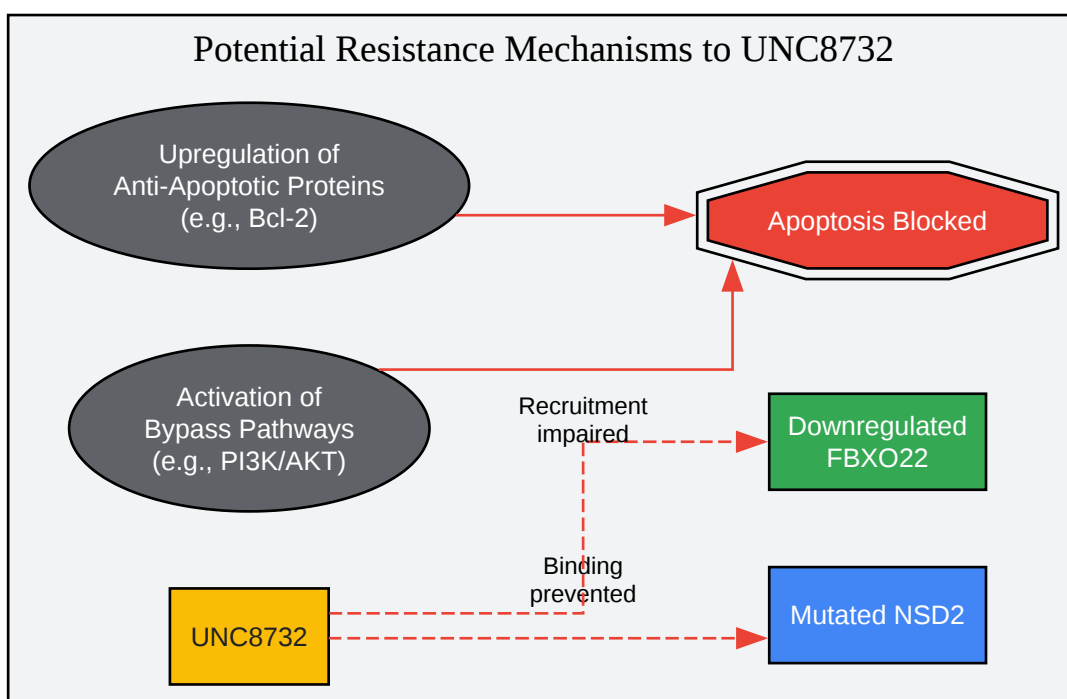 Potential Resistance Mechanisms to UNC8732
Upregulation of
Anti-Apoptotic Proteins
(e.g., Bcl-2)
Apoptosis Blocked
Activation of
Bypass Pathways
(e.g., PI3K/AKT)
Recruitment
impaired
Downregulated
FBXO22
Binding
prevented
UNC8732
Mutated NSD2